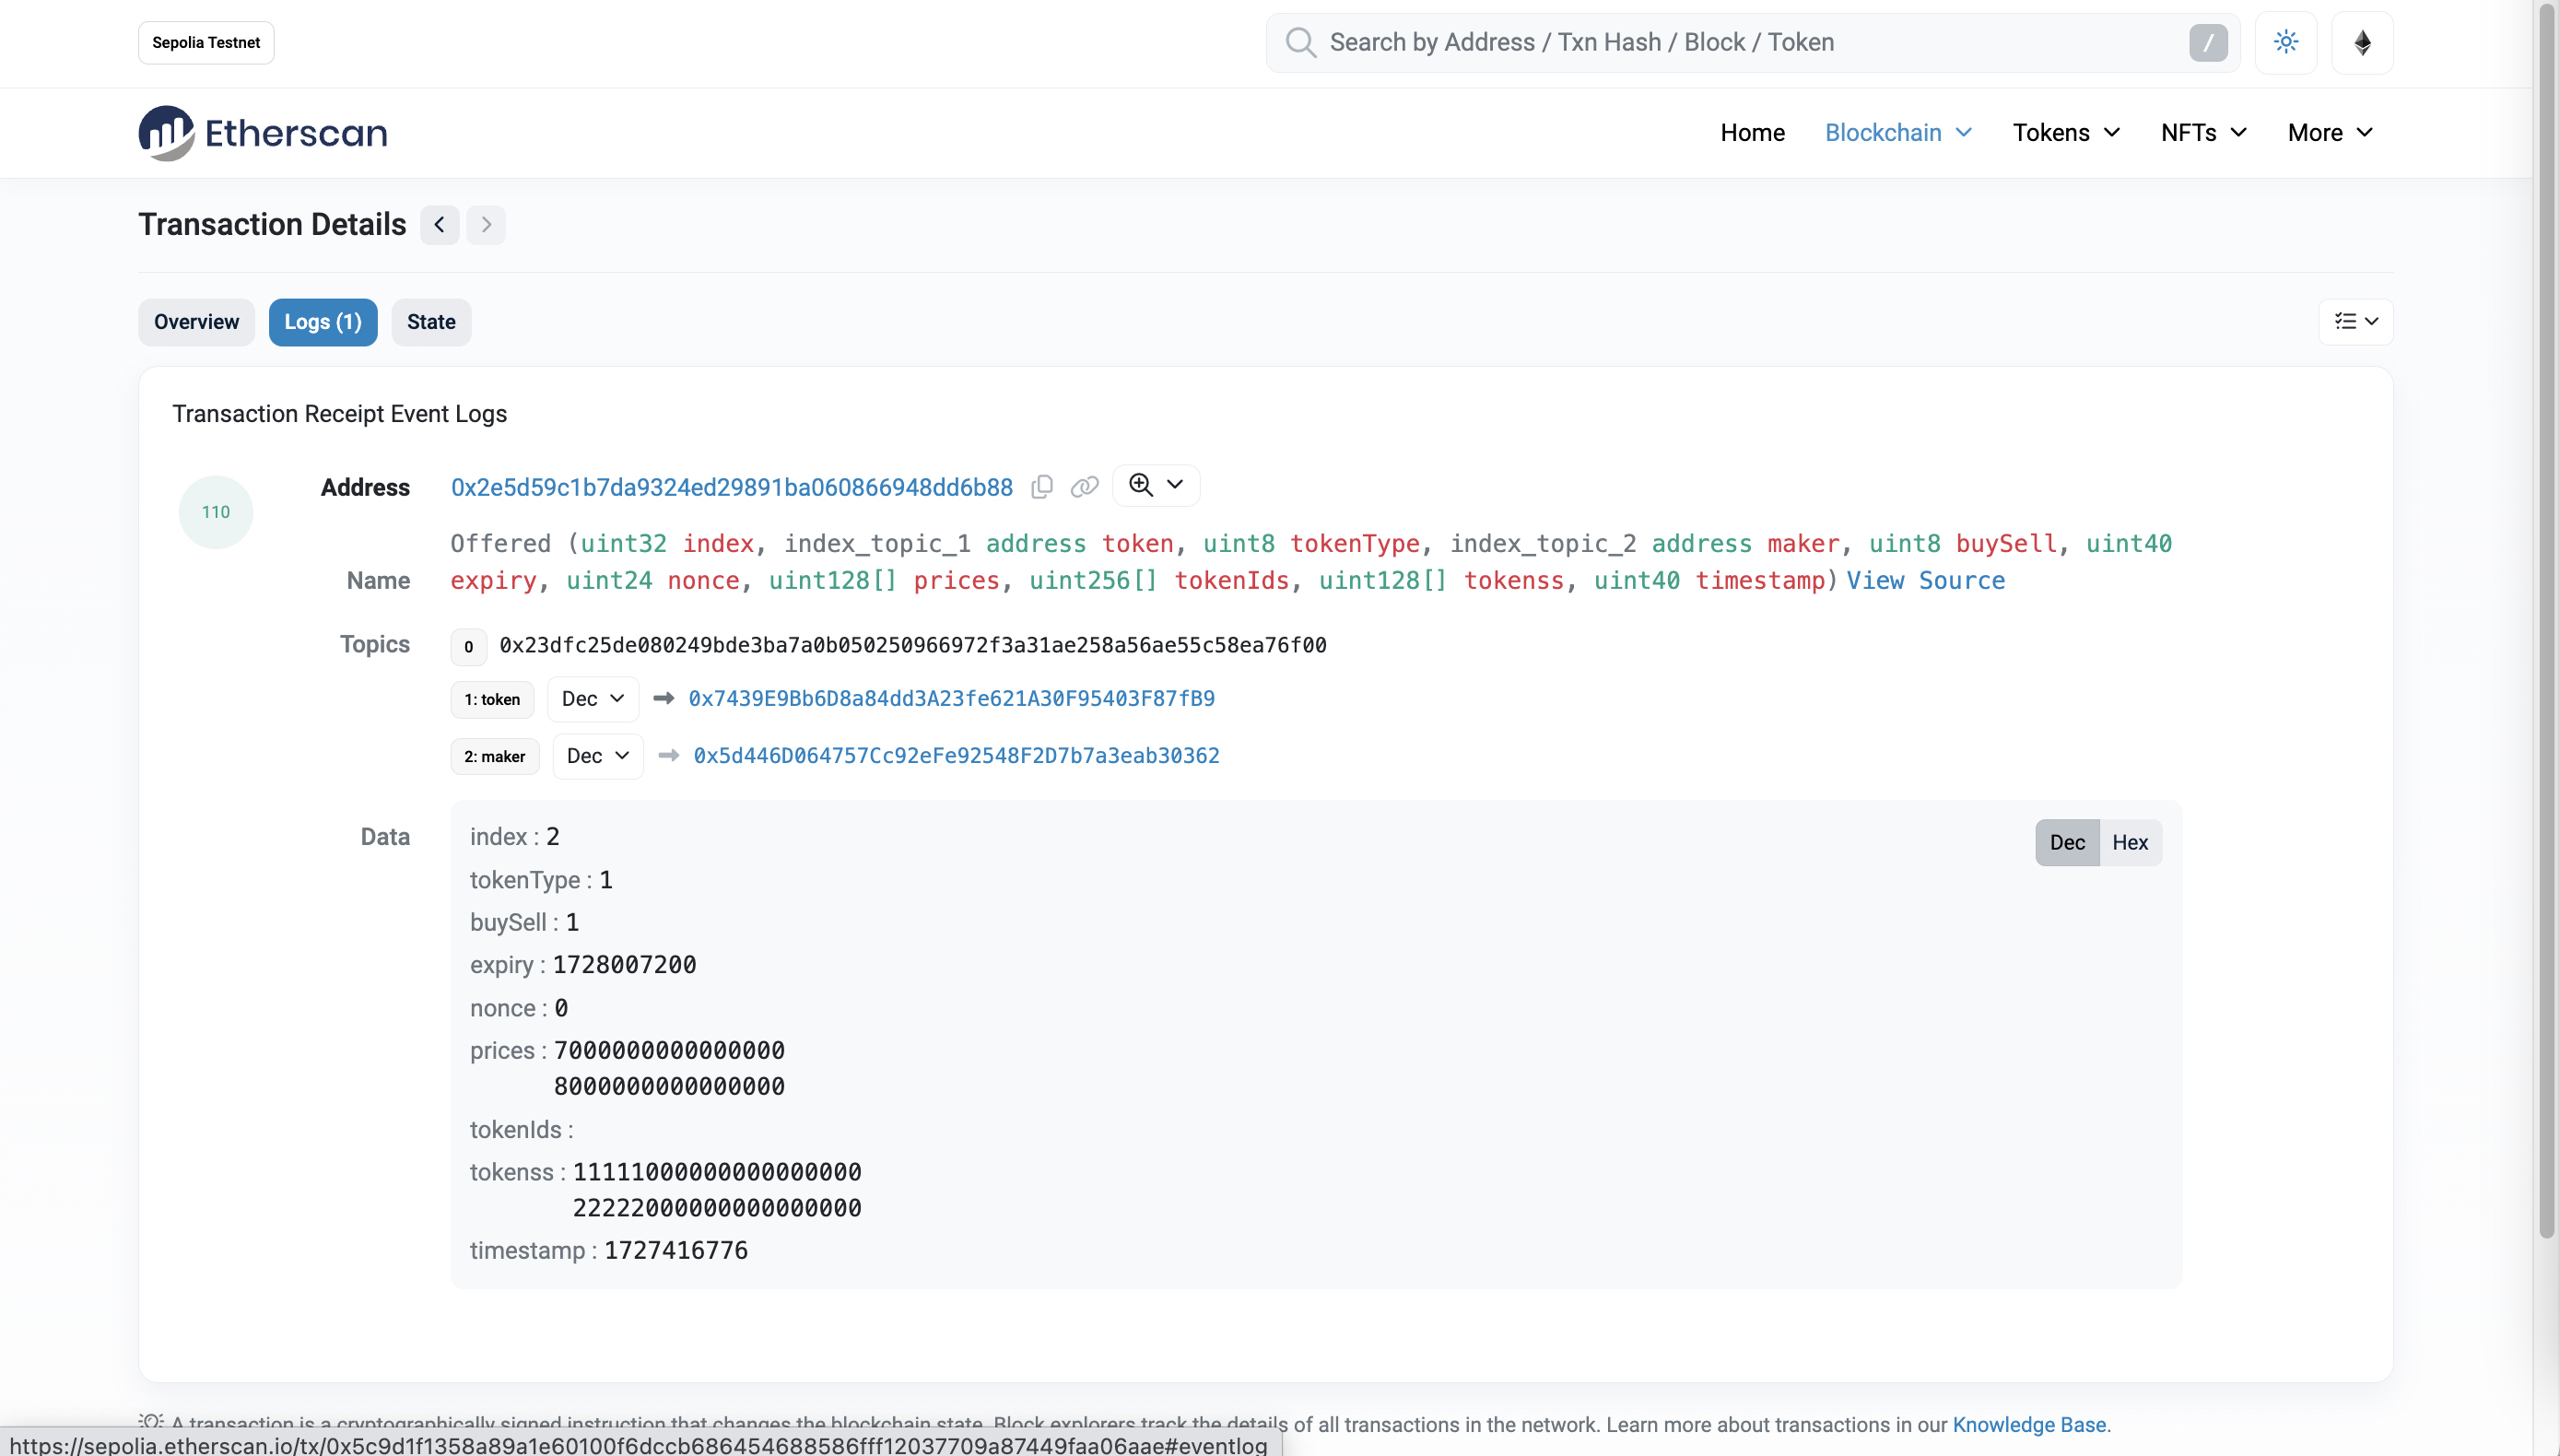 Sepolia Testnet
Search by Address / Txn Hash / Block / Token
/
Etherscan
Home Blockchain Tokens NFTs More
Transaction Details
Overview Logs (1) State
Transaction Receipt Event Logs
110
Address 0x2e5d59c1b7da9324ed29891ba060866948dd6b88
Name Offered (uint32 index, index_topic_1 address token, uint8 tokenType, index_topic_2 address maker, uint8 buySell, uint40
expiry, uint24 nonce, uint128[] prices, uint256[] tokenIds, uint128[] tokenss, uint40 timestamp) View Source
Topics 0 0x23dfc25de080249bde3ba7a0b050250966972f3a31ae258a56ae55c58ea76f00
1: token Dec 0x7439E9Bb6D8a84dd3A23fe621A30F95403F87fB9
2: maker Dec 0x5d446D064757Cc92eFe92548F2D7b7a3eab30362
Data
Dec Hex
index : 2
tokenType : 1
buySell : 1
expiry : 1728007200
nonce : 0
prices : 7000000000000000
8000000000000000
tokenIds :
tokenss : 11111000000000000000
22222000000000000000
timestamp : 1727416776
A transaction is a cryptographically signed instruction that changes the blockchain state. Block explorers track the details of all transactions in the network. Learn more about transactions in our Knowledge Base.
https://sepolia.etherscan.io/tx/0x5c9d1f1358a89a1e60100f6dccb686454688586fff12037709a87449faa06aae#eventlog